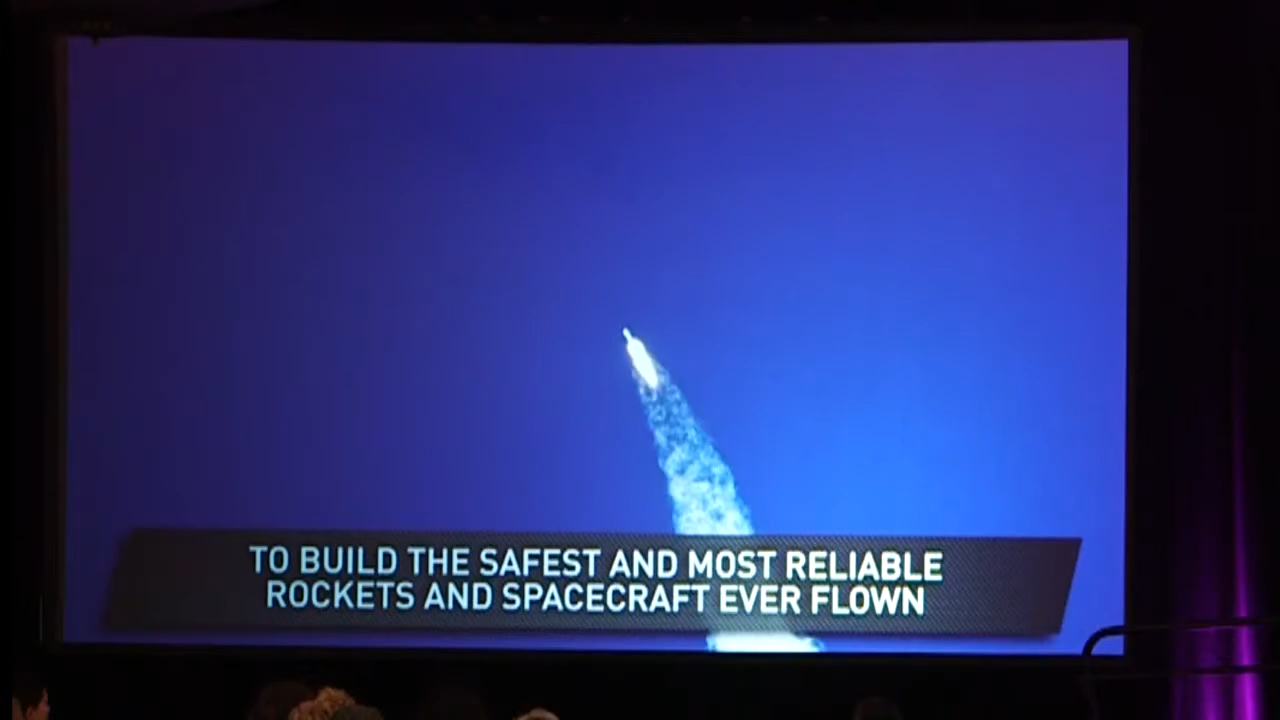 TO BUILD THE SAFEST AND MOST RELIABLE
ROCKETS AND SPACECRAFT EVER FLOWN